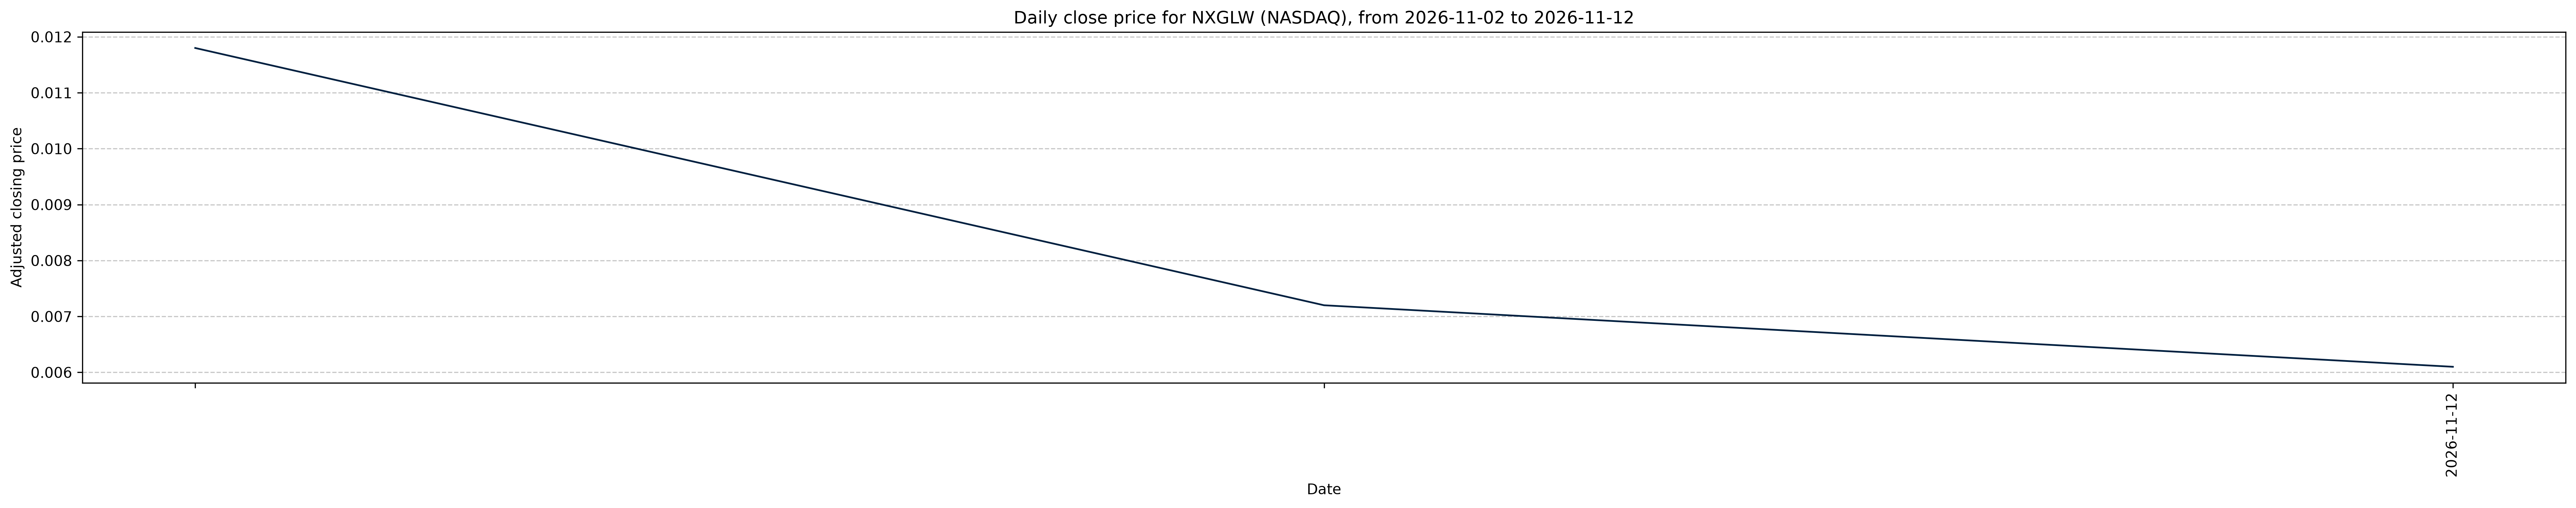 Daily close price for NXGLW (NASDAQ), from 2026-11-02 to 2026-11-12
0.012
0.011
0.010
0.009
0.008
0.007
0.006
Adjusted closing price
2026-11-12
Date